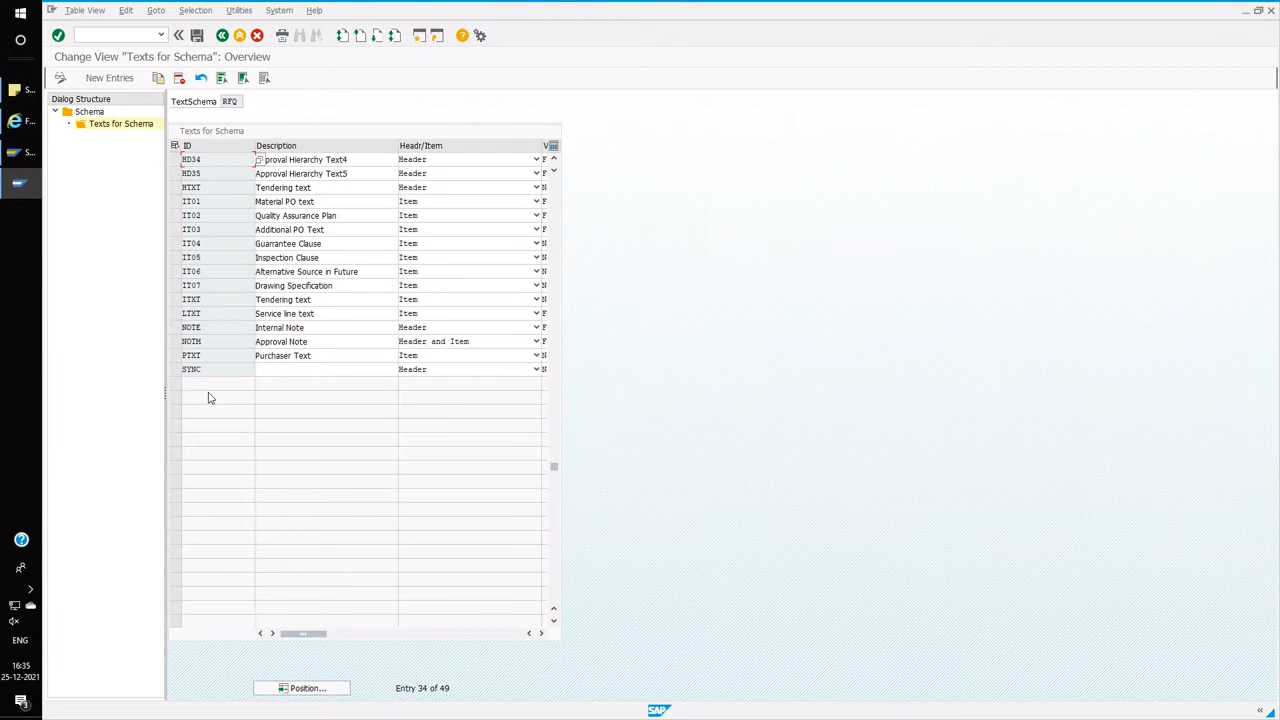 Table View Edit Goto Selection Utilities System Help
Change View "Texts for Schema": Overview
New Entries
Dialog Structure
Schema
Texts for Schema
TextSchema RFQ
Texts for Schema
ID Description Headr/Item V
HD34 proval Hierarchy Text4 Header F
HD35 Approval Hierarchy Text5 Header F
HTXT Tendering text Header N
IT01 Material PO text Item F
IT02 Quality Assurance Plan Item F
IT03 Additional PO Text Item F
IT04 Guarrantee Clause Item N
IT05 Inspection Clause Item N
IT06 Alternative Source in Future Item F
IT07 Drawing Specification Item N
ITXT Tendering text Item N
LTXT Service line text Item F
NOTE Internal Note Header F
NOTM Approval Note Header and Item F
PTXT Purchaser Text Item N
SYNC Header N
Position...
Entry 34 of 49
S...
F...
S...
ENG
16:35
25-12-2021
3
SAP